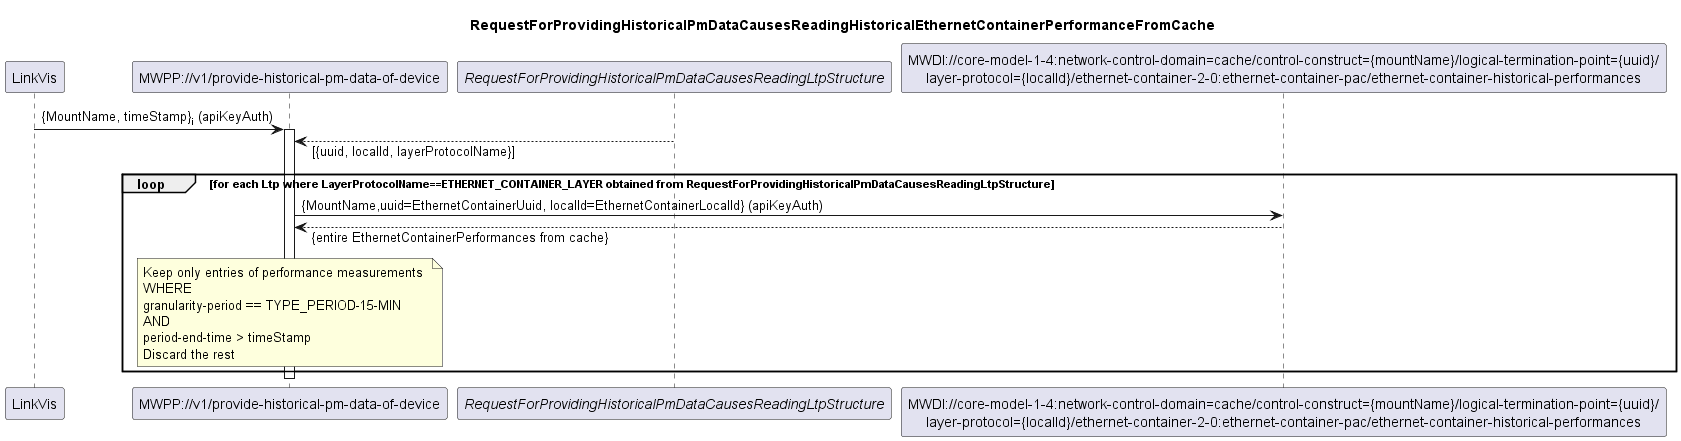 RequestForProvidingHistoricalPmDataCausesReadingHistoricalEthernetContainerPerformanceFromCache
LinkVis
MWPP://v1/provide-historical-pm-data-of-device
RequestForProvidingHistoricalPmDataCausesReadingLtpStructure
MWDI://core-model-1-4:network-control-domain=cache/control-construct={mountName}/logical-termination-point={uuid}/
layer-protocol={localId}/ethernet-container-2-0:ethernet-container-pac/ethernet-container-historical-performances
{MountName, timeStamp}i (apiKeyAuth)
[{uuid, localId, layerProtocolName}]
loop [for each Ltp where LayerProtocolName==ETHERNET_CONTAINER_LAYER obtained from RequestForProvidingHistoricalPmDataCausesReadingLtpStructure]
{MountName,uuid=EthernetContainerUuid, localId=EthernetContainerLocalId} (apiKeyAuth)
{entire EthernetContainerPerformances from cache}
Keep only entries of performance measurements
WHERE
granularity-period == TYPE_PERIOD-15-MIN
AND
period-end-time > timeStamp
Discard the rest
LinkVis
MWPP://v1/provide-historical-pm-data-of-device
RequestForProvidingHistoricalPmDataCausesReadingLtpStructure
MWDI://core-model-1-4:network-control-domain=cache/control-construct={mountName}/logical-termination-point={uuid}/
layer-protocol={localId}/ethernet-container-2-0:ethernet-container-pac/ethernet-container-historical-performances